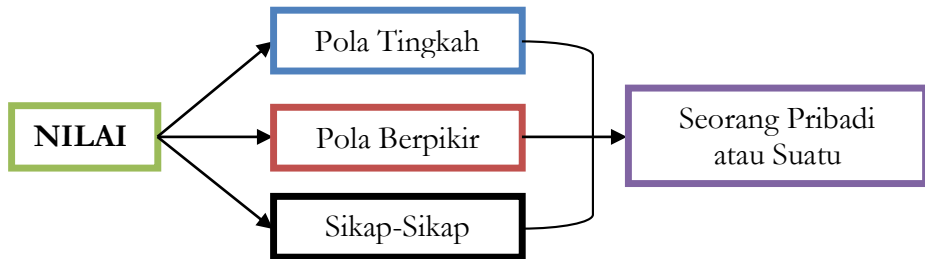 NILAI
Pola Tingkah
Pola Berpikir
Sikap-Sikap
Seorang Pribadi
atau Suatu